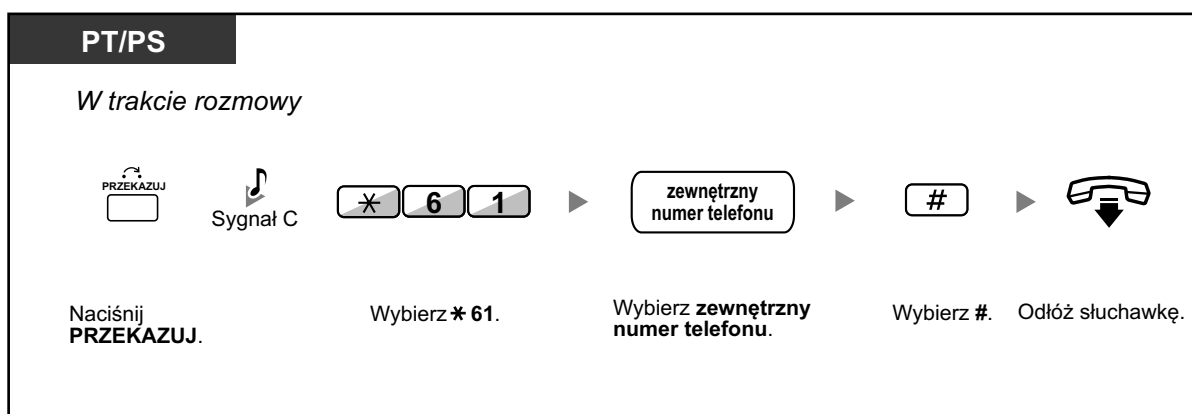 PT/PS
W trakcie rozmowy
PRZEKAZUJ
Sygnał C
* 6 1
zewnętrzny
numer telefonu
#
Naciśnij
PRZEKAZUJ.
Wybierz * 61.
Wybierz zewnętrzny
numer telefonu.
Wybierz #.
Odłóż słuchawkę.